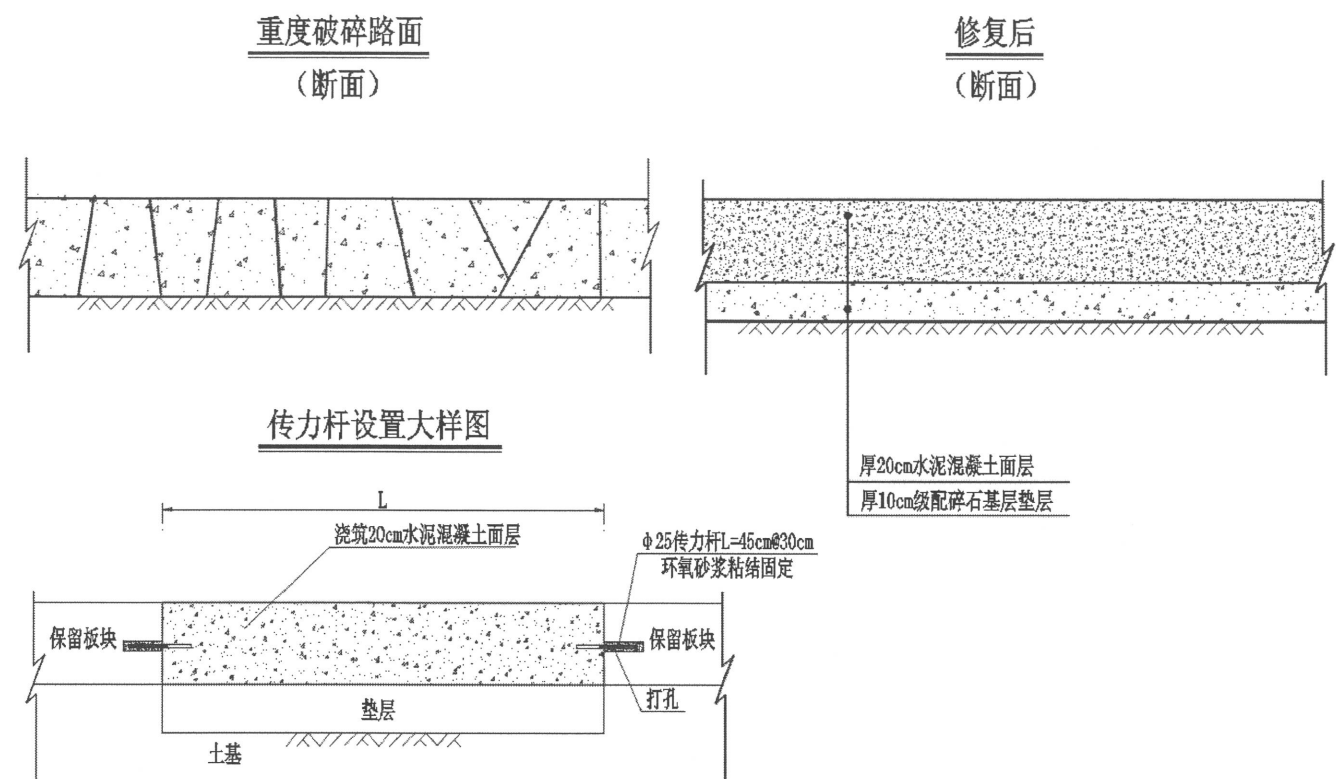 重度破碎路面
（断面）
修复后
（断面）
厚20cm水泥混凝土面层
厚10cm级配碎石基层垫层
传力杆设置大样图
L
浇筑20cm水泥混凝土面层
φ25传力杆L=45cm@30cm
环氧砂浆粘结固定
保留板块
保留板块
打孔
垫层
土基